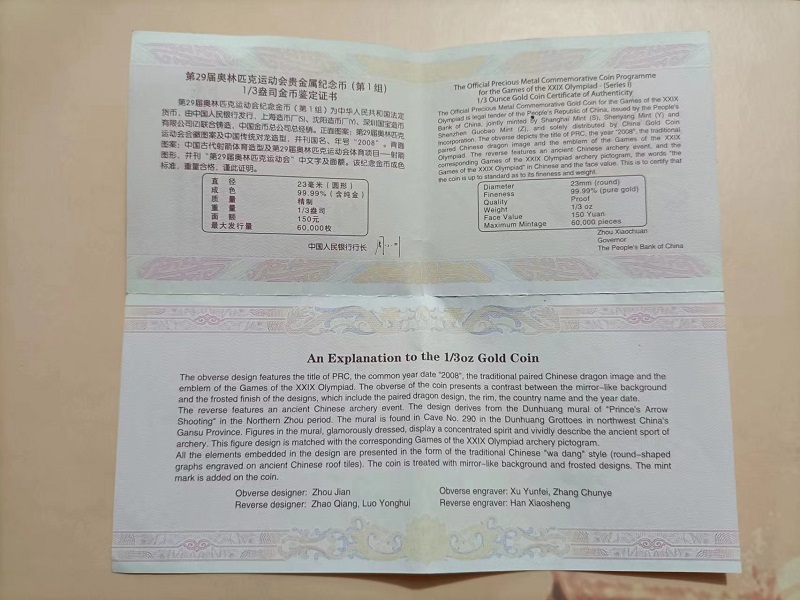 第29届奥林匹克运动会贵金属纪念币（第1组）
1/3盎司金币鉴定证书
第29届奥林匹克运动会纪念金币（第1组）为中华人民共和国法定
货币，由中国人民银行发行，上海造币厂(S)、沈阳造币厂(Y)、深圳国宝造币
有限公司(Z)联合铸造，中国金币总公司总经销。正面图案：第29届奥林匹
克运动会会徽图案及中国传统对龙造型，并刊国名、年号“2008”。背面
图案：中国古代射箭体育造型及第29届奥林匹克运动会体育项目—射箭
图形，并刊“第29届奥林匹克运动会”中文字及面额。该纪念金币成色
标准，重量合格，谨此证明。
直 径 23毫米（圆形）
成 色 99.99%（含纯金）
质 量 精制
重 量 1/3盎司
面 额 150元
最大发行量 60,000枚
中国人民银行行长
The Official Precious Metal Commemorative Coin Programme
for the Games of the XXIX Olympiad - (Series I)
1/3 Ounce Gold Coin Certificate of Authenticity
The Official Precious Metal Commemorative Gold Coin for the Games of the XXIX
Olympiad is legal tender of the People's Republic of China, issued by the People's
Bank of China, jointly minted by Shanghai Mint (S), Shenyang Mint (Y) and
Shenzhen Guobao Mint (Z), and solely distributed by China Gold Coin
Incorporation. The obverse depicts the title of PRC, the year "2008", the traditional
paired Chinese dragon image and the emblem of the Games of the XXIX
Olympiad. The reverse features an ancient Chinese archery event, and the
corresponding Games of the XXIX Olympiad archery pictogram, the words "the
Games of the XXIX Olympiad" in Chinese and the face value. This is to certify that
the coin is up to standard as to its fineness and weight.
Diameter 23mm (round)
Fineness 99.99% (pure gold)
Quality Proof
Weight 1/3 oz
Face Value 150 Yuan
Maximum Mintage 60,000 pieces
Zhou Xiaochuan
Governor
The People's Bank of China
An Explanation to the 1/3oz Gold Coin
The obverse design features the title of PRC, the common year date "2008", the traditional paired Chinese dragon image and the
emblem of the Games of the XXIX Olympiad. The obverse of the coin presents a contrast between the mirror-like background
and the frosted finish of the designs, which include the paired dragon design, the rim, the country name and the year date.
The reverse features an ancient Chinese archery event. The design derives from the Dunhuang mural of "Prince's Arrow
Shooting" in the Northern Zhou period. The mural is found in Cave No. 290 in the Dunhuang Grottoes in northwest China's
Gansu Province. Figures in the mural, glamorously dressed, display a concentrated spirit and vividly describe the ancient sport of
archery. This figure design is matched with the corresponding Games of the XXIX Olympiad archery pictogram.
All the elements embedded in the design are presented in the form of the traditional Chinese "wa dang" style (round-shaped
graphs engraved on ancient Chinese roof tiles). The coin is treated with mirror-like background and frosted designs. The mint
mark is added on the coin.
Obverse designer: Zhou Jian Obverse engraver: Xu Yunfei, Zhang Chunye
Reverse designer: Zhao Qiang, Luo Yonghui Reverse engraver: Han Xiaosheng